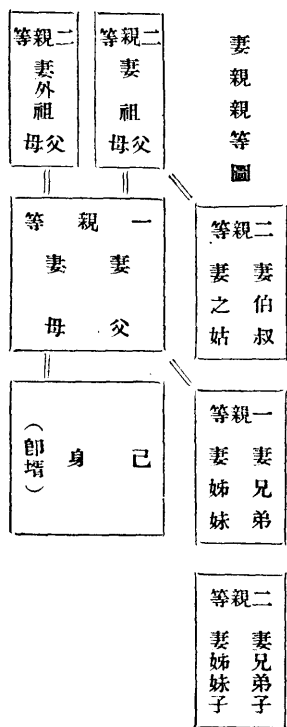 妻親親等圖
二親等
妻祖父母
二親等
妻外祖父母
二親等
妻伯叔
妻之姑
一親等
妻父
妻母
一親等
妻兄弟
妻姊妹
己身
（卽壻）
二親等
妻兄弟子
妻姊妹子